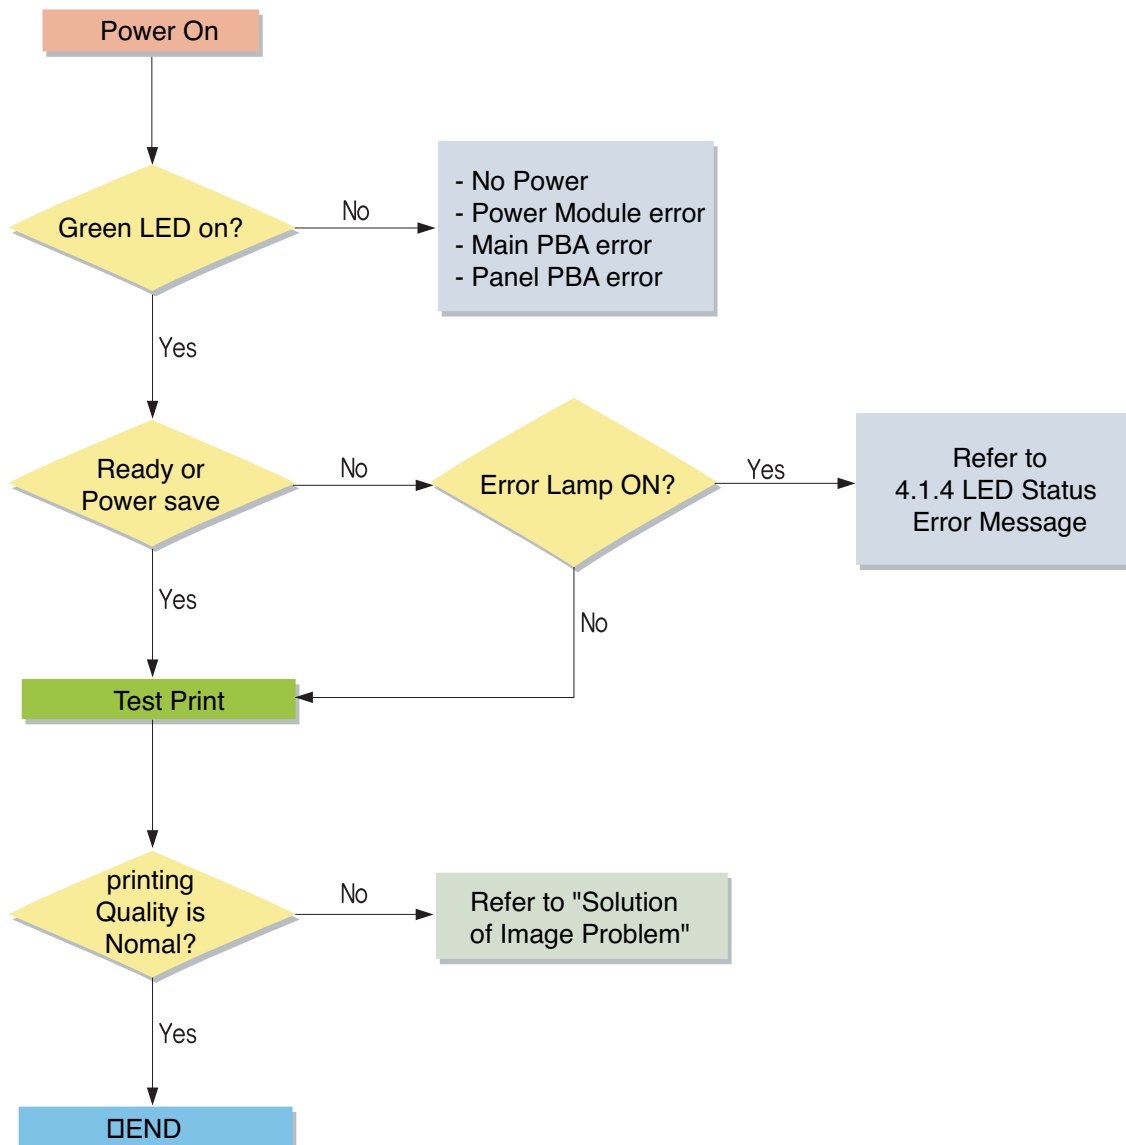 Power On
Green LED on?
No
- No Power
- Power Module error
- Main PBA error
- Panel PBA error
Yes
Ready or
Power save
No
Error Lamp ON?
Yes
Refer to
4.1.4 LED Status
Error Message
Yes
No
Test Print
printing
Quality is
Nomal?
No
Refer to "Solution
of Image Problem"
Yes
□END